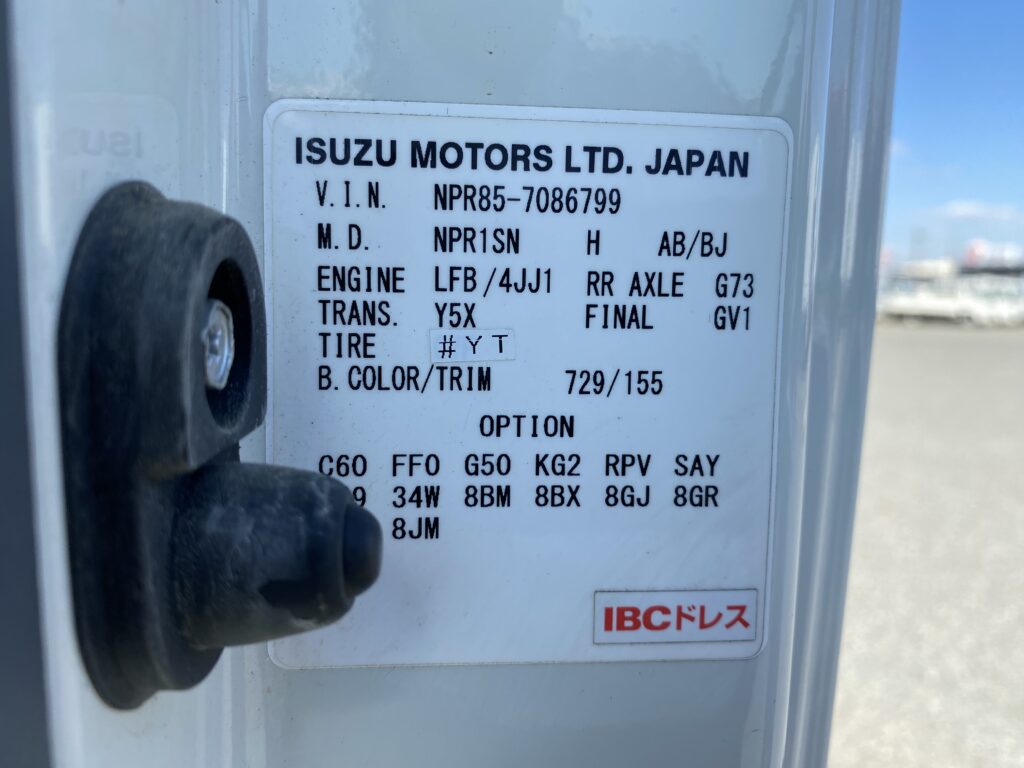 ISUZU MOTORS LTD. JAPAN
V.I.N. NPR85-7086799
M.D. NPR1SN H AB/BJ
ENGINE LFB/4JJ1 RR AXLE G73
TRANS. Y5X FINAL GV1
TIRE #YT
B.COLOR/TRIM 729/155
OPTION
C60 FF0 G50 KG2 RPV SAY
34W 8BM 8BX 8GJ 8GR
8JM
IBCドレス